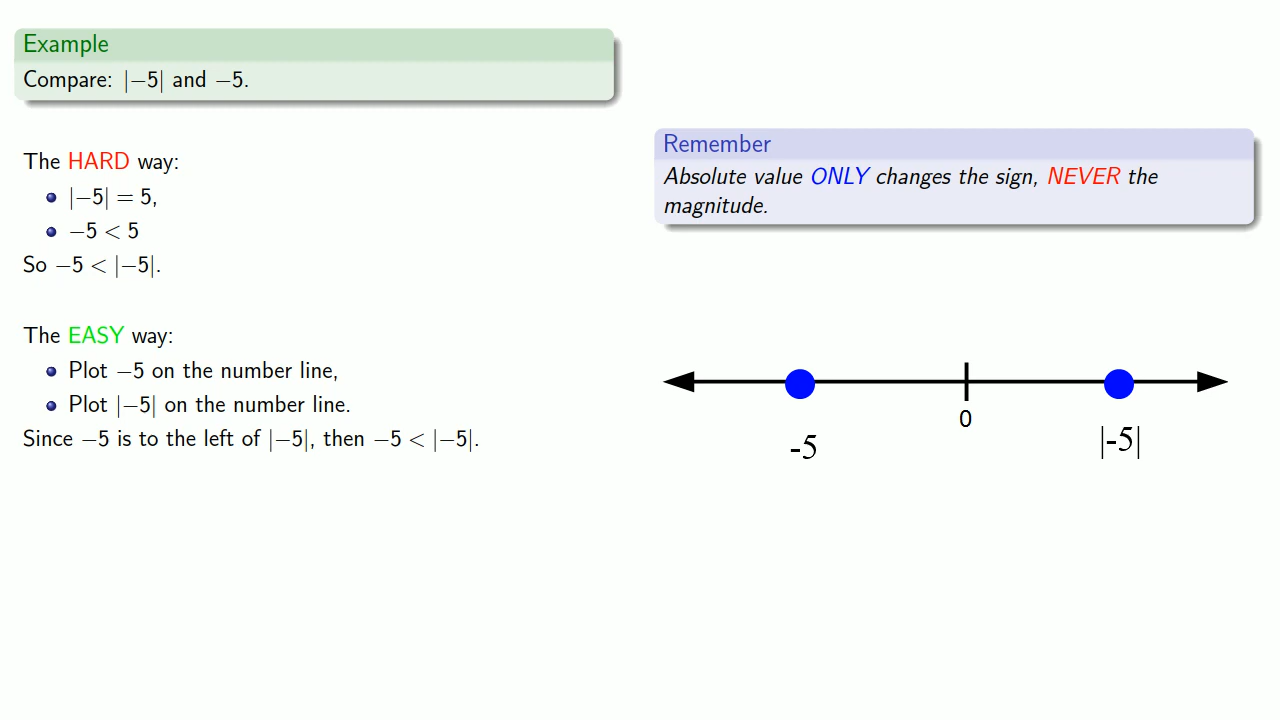 Example
Compare: |−5| and −5.
The HARD way:
|−5| = 5,
−5 < 5
So −5 < |−5|.
The EASY way:
Plot −5 on the number line,
Plot |−5| on the number line.
Since −5 is to the left of |−5|, then −5 < |−5|.
Remember
Absolute value ONLY changes the sign, NEVER the
magnitude.
0
-5
|-5|